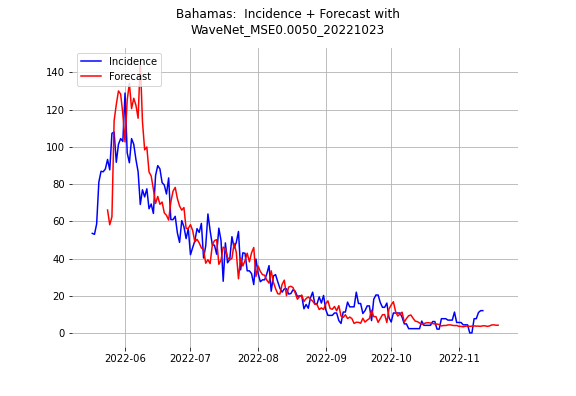 Bahamas:  Incidence + Forecast with
WaveNet_MSE0.0050_20221023
Incidence
Forecast
140
120
100
80
60
40
20
0
2022-06 2022-07 2022-08 2022-09 2022-10 2022-11